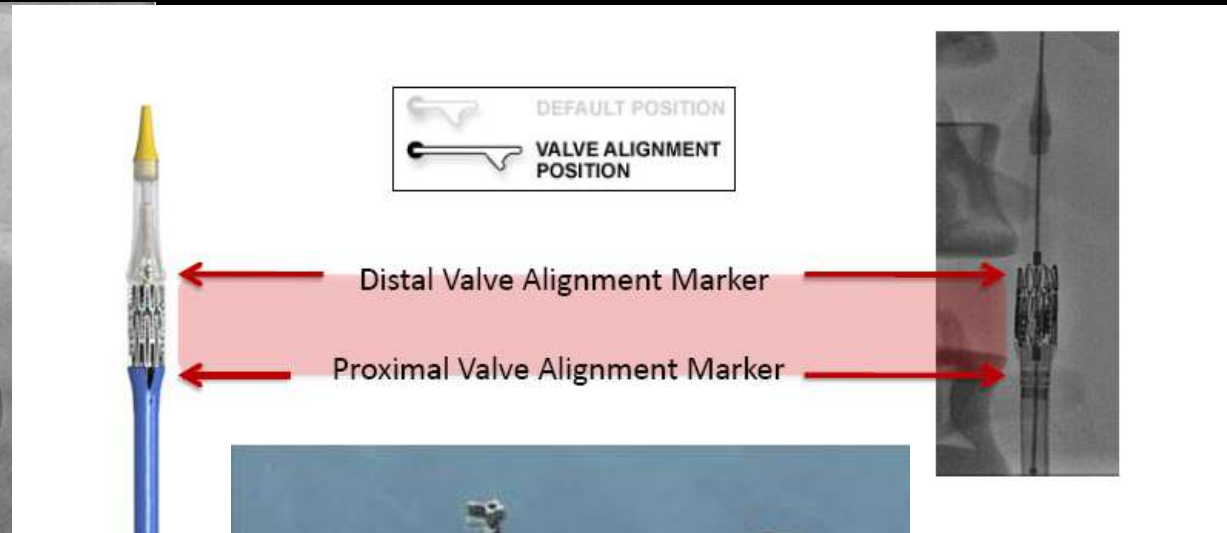 DEFAULT POSITION
VALVE ALIGNMENT
POSITION
Distal Valve Alignment Marker
Proximal Valve Alignment Marker